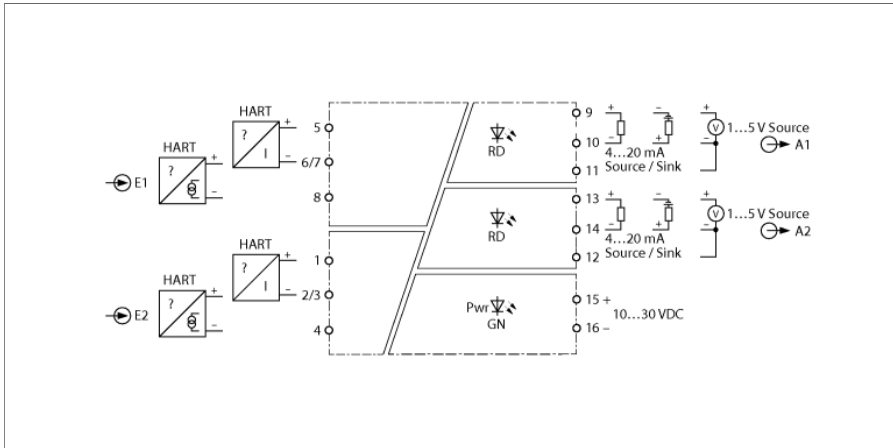 HART
? I + 5
− 6/7
HART
? +
E1 −
8
HART
? I + 1
− 2/3
HART
? +
E2 −
4
RD
9 + − +
10 − + −
V 1…5 V Source
A1
4…20 mA
11 Source / Sink
RD
13 + − +
14 − + −
V 1…5 V Source
A2
4…20 mA
12 Source / Sink
Pwr
GN
15 +
10…30 VDC
16 –